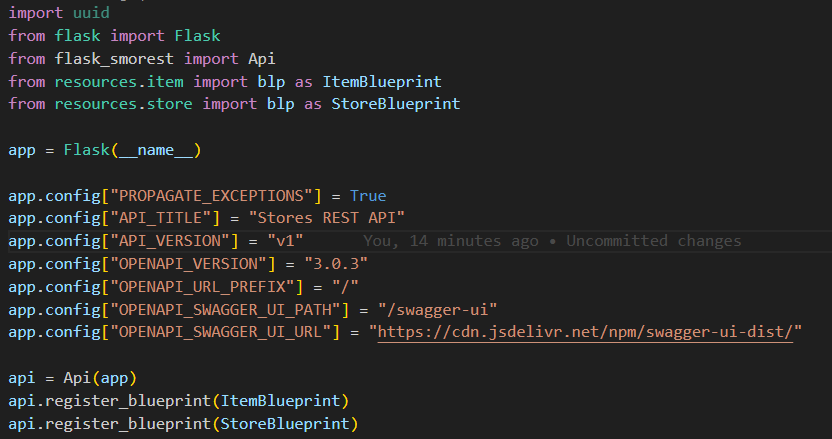 import uuid
from flask import Flask
from flask_smorest import Api
from resources.item import blp as ItemBlueprint
from resources.store import blp as StoreBlueprint
app = Flask(__name__)
app.config["PROPAGATE_EXCEPTIONS"] = True
app.config["API_TITLE"] = "Stores REST API"
app.config["API_VERSION"] = "v1" You, 14 minutes ago • Uncommitted changes
app.config["OPENAPI_VERSION"] = "3.0.3"
app.config["OPENAPI_URL_PREFIX"] = "/"
app.config["OPENAPI_SWAGGER_UI_PATH"] = "/swagger-ui"
app.config["OPENAPI_SWAGGER_UI_URL"] = "https://cdn.jsdelivr.net/npm/swagger-ui-dist/"
api = Api(app)
api.register_blueprint(ItemBlueprint)
api.register_blueprint(StoreBlueprint)